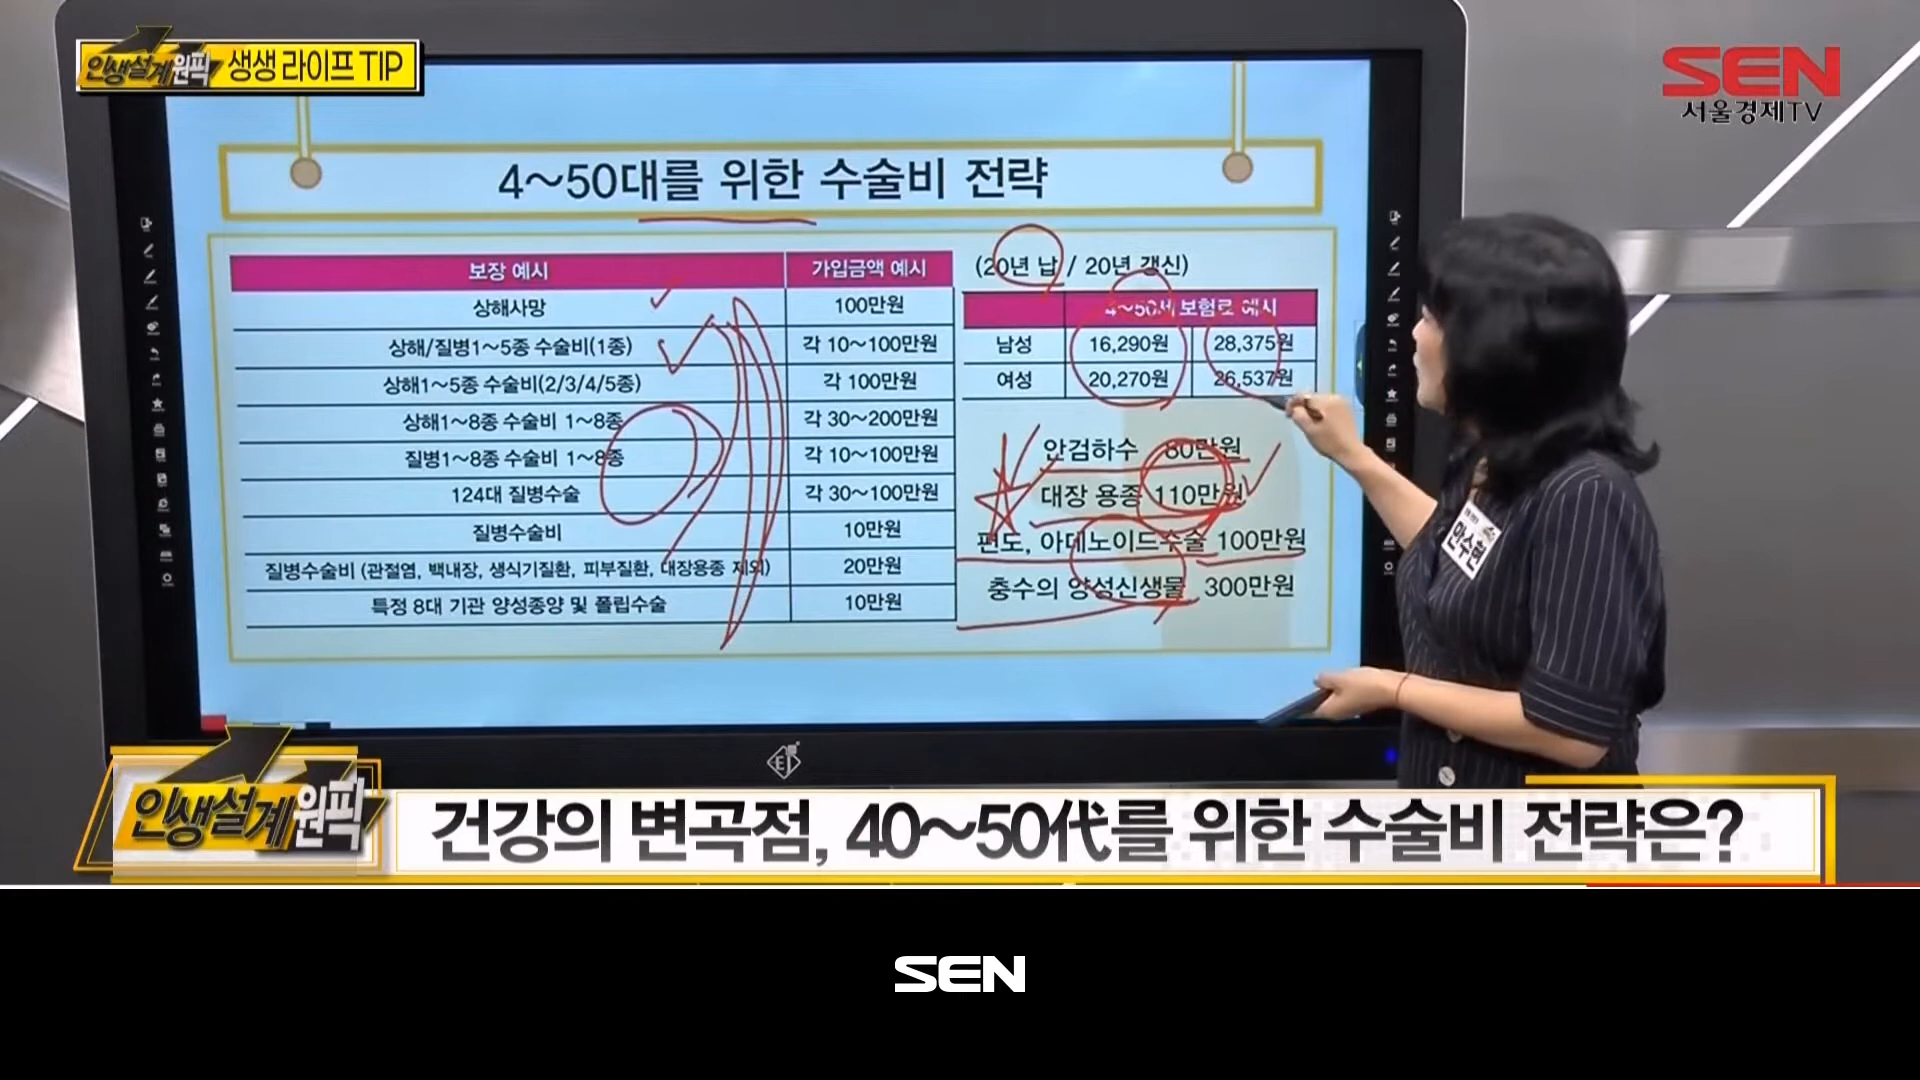 인생설계원픽 생생 라이프 TIP
SEN
서울경제TV
4~50대를 위한 수술비 전략
보장 예시 가입금액 예시
상해사망 100만원
상해/질병1~5종 수술비(1종) 각 10~100만원
상해1~5종 수술비(2/3/4/5종) 각 100만원
상해1~8종 수술비 1~8종 각 30~200만원
질병1~8종 수술비 1~8종 각 10~100만원
124대 질병수술 각 30~100만원
질병수술비 10만원
질병수술비 (관절염, 백내장, 생식기질환, 피부질환, 대장용종 제외) 20만원
특정 8대 기관 양성종양 및 폴립수술 10만원
(20년 납 / 20년 갱신)
4~50세 보험료 예시
남성 16,290원 28,375원
여성 20,270원 26,537원
안검하수 80만원
대장 용종 110만원
편도, 아데노이드수술 100만원
충수의 양성신생물 300만원
안수현
인생설계원픽
건강의 변곡점, 40~50代를 위한 수술비 전략은?
SEN